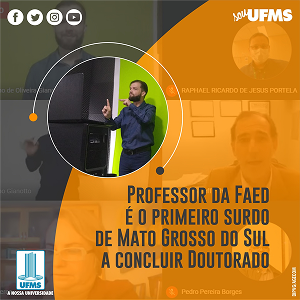 sou UFMS
RAPHAEL RICARDO DE JESUS PORTELA
PROFESSOR DA FAED
É O PRIMEIRO SURDO
DE MATO GROSSO DO SUL
A CONCLUIR DOUTORADO
Pedro Pereira Borges
UFMS
A NOSSA UNIVERSIDADE